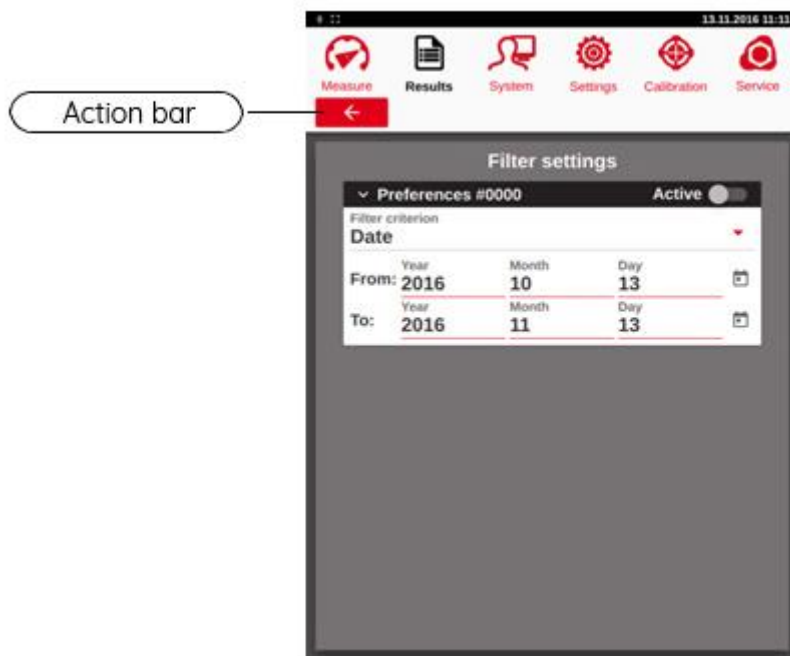 13.11.2016 11:11
Measure Results System Settings Calibration Service
Action bar
Filter settings
Preferences #0000 Active
Filter criterion
Date
Year Month Day
From: 2016 10 13
Year Month Day
To: 2016 11 13